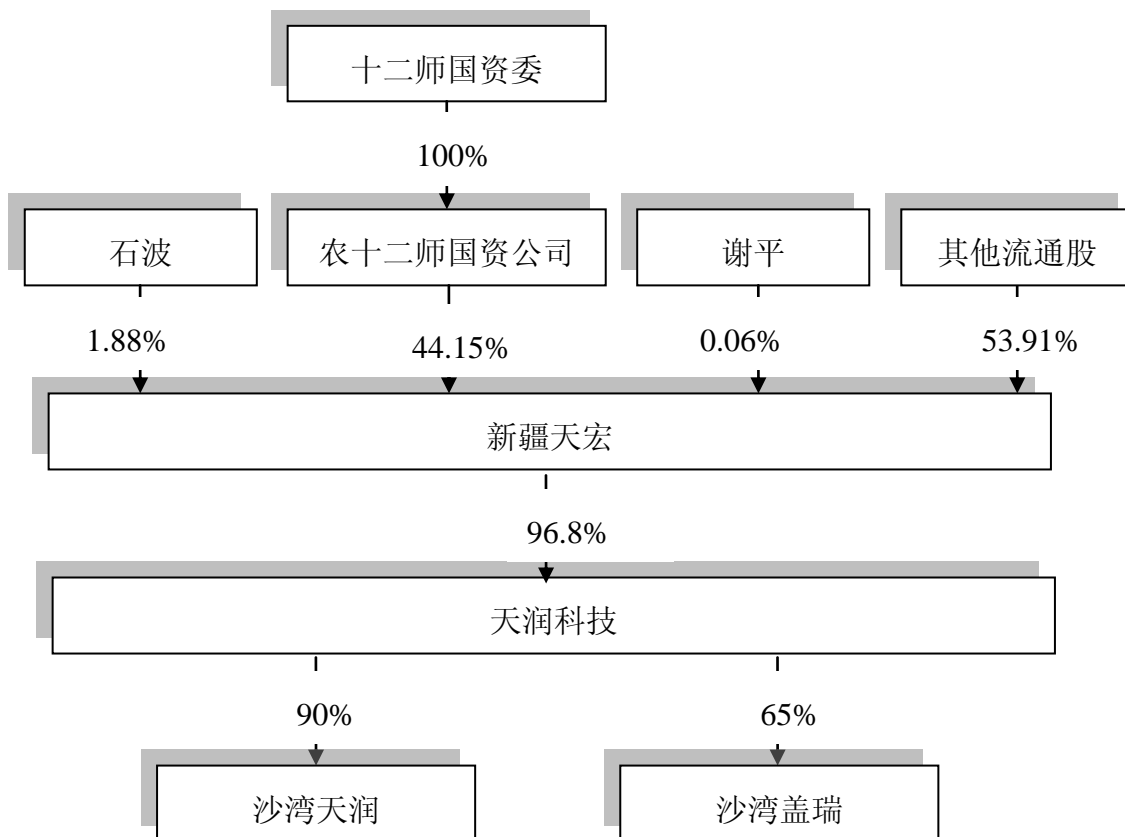 十二师国资委
100%
石波
农十二师国资公司
谢平
其他流通股
1.88%
44.15%
0.06%
53.91%
新疆天宏
96.8%
天润科技
90%
65%
沙湾天润
沙湾盖瑞